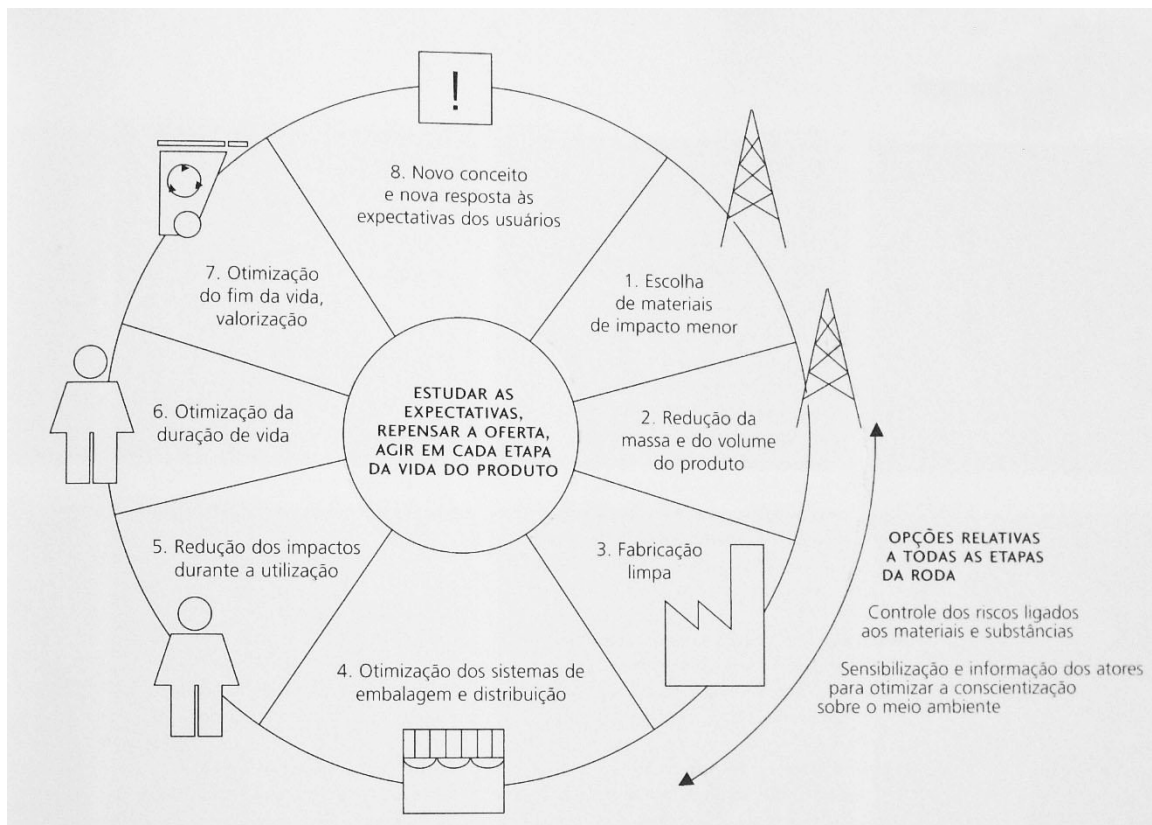 !
8. Novo conceito
e nova resposta às
expectativas dos usuários
1. Escolha
de materiais
de impacto menor
2. Redução da
massa e do volume
do produto
3. Fabricação
limpa
4. Otimização dos sistemas de
embalagem e distribuição
5. Redução dos impactos
durante a utilização
6. Otimização da
duração de vida
7. Otimização
do fim da vida,
valorização
ESTUDAR AS
EXPECTATIVAS,
REPENSAR A OFERTA,
AGIR EM CADA ETAPA
DA VIDA DO PRODUTO
OPÇÕES RELATIVAS
A TODAS AS ETAPAS
DA RODA
Controle dos riscos ligados
aos materiais e substâncias
Sensibilização e informação dos atores
para otimizar a conscientização
sobre o meio ambiente